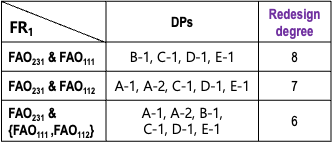 FR1 DPs Redesign degree
FAO231 & FAO111 B-1, C-1, D-1, E-1 8
FAO231 & FAO112 A-1, A-2, C-1, D-1, E-1 7
FAO231 & {FAO111 ,FAO112} A-1, A-2, B-1, C-1, D-1, E-1 6